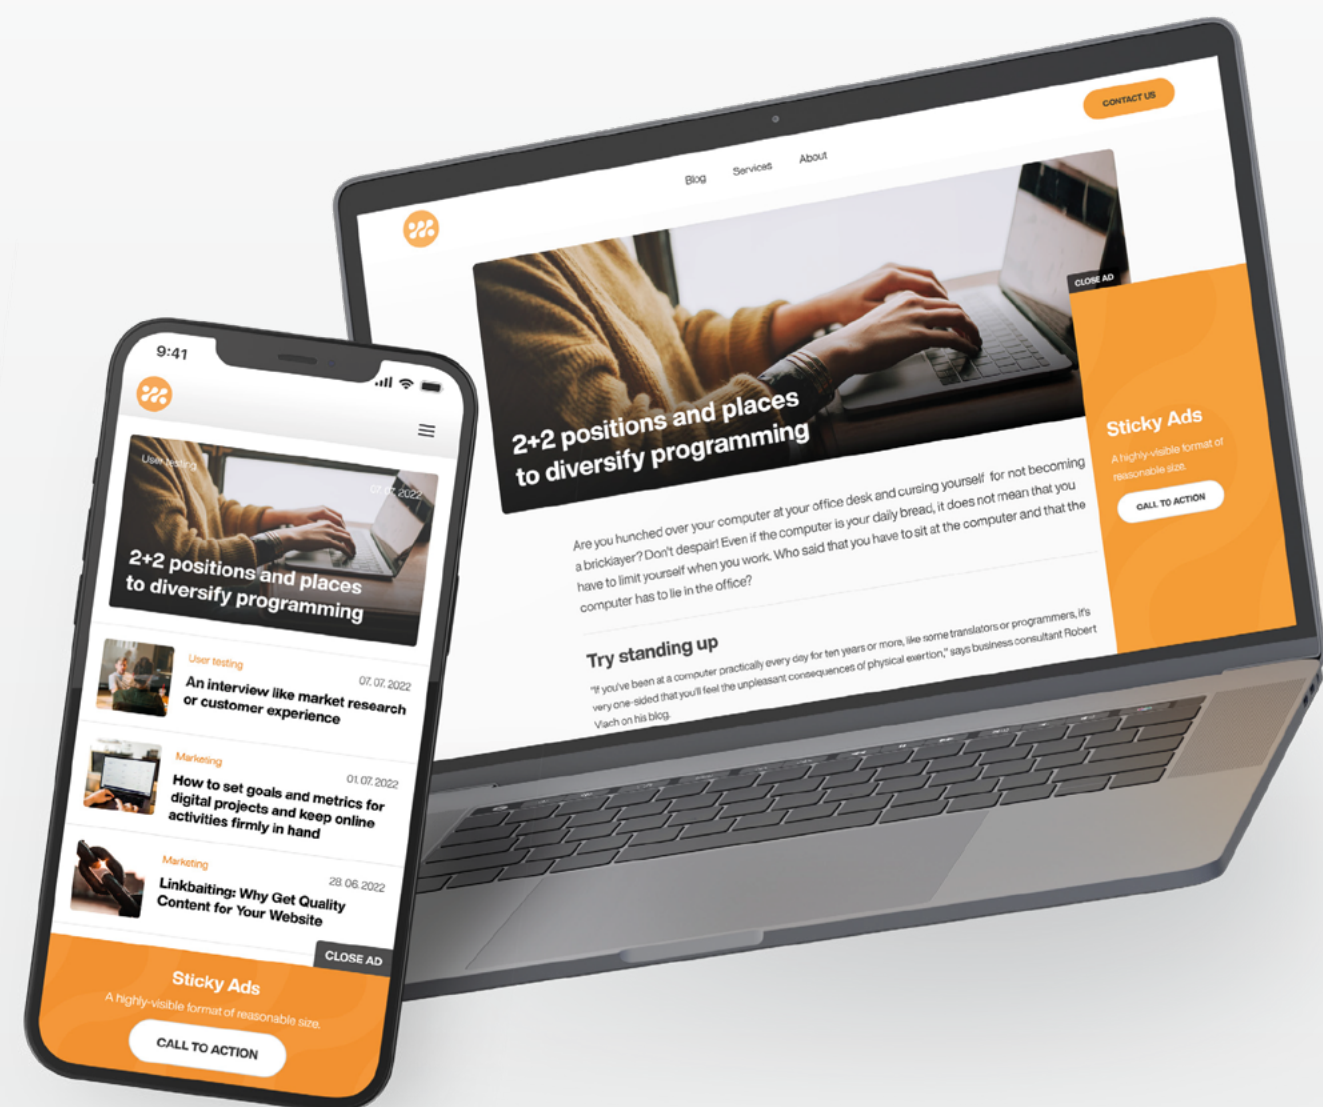 CONTACT US
Blog
Services
About
CLOSE AD
2+2 positions and places
to diversify programming
Sticky Ads
A highly-visible format of
reasonable size.
CALL TO ACTION
Are you hunched over your computer at your office desk and cursing yourself for not becoming
a bricklayer? Don't despair! Even if the computer is your daily bread, it does not mean that you
have to limit yourself when you work. Who said that you have to sit at the computer and that the
computer has to lie in the office?
Try standing up
"If you've been at a computer practically every day for ten years or more, like some translators or programmers, it's
very one-sided that you'll feel the unpleasant consequences of physical exertion," says business consultant Robert
Vlach on his blog.
9:41
User testing
07. 07. 2022
2+2 positions and places
to diversify programming
User testing
07. 07. 2022
An interview like market research
or customer experience
Marketing
01. 07. 2022
How to set goals and metrics for
digital projects and keep online
activities firmly in hand
Marketing
28. 06. 2022
Linkbaiting: Why Get Quality
Content for Your Website
CLOSE AD
Sticky Ads
A highly-visible format of reasonable size.
CALL TO ACTION